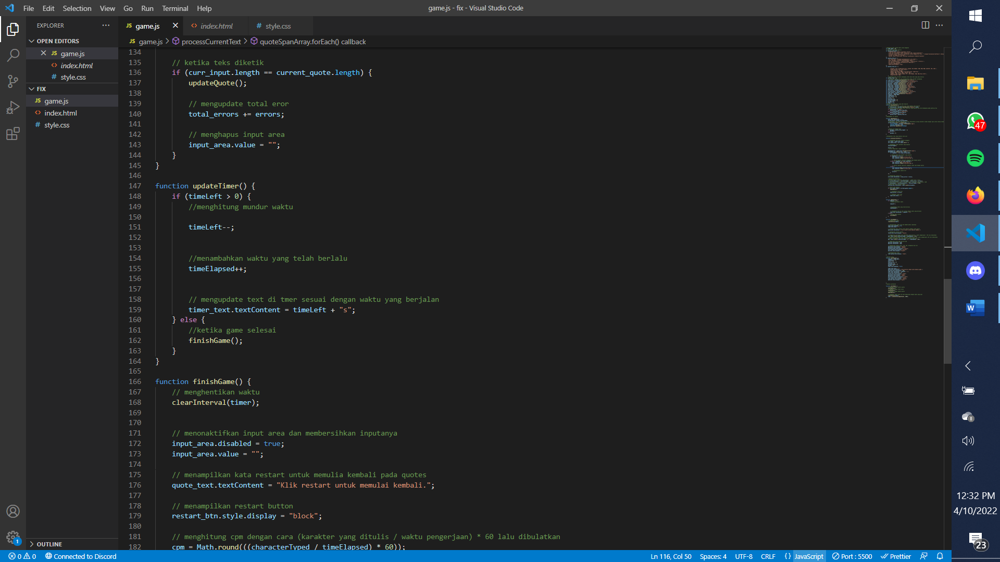 File Edit Selection View Go Run Terminal Help
game.js - fix - Visual Studio Code
EXPLORER
JS game.js
<> index.html
# style.css
OPEN EDITORS
JS game.js > processCurrentText > quoteSpanArray.forEach() callback
JS game.js
<> index.html
# style.css
FIX
JS game.js
<> index.html
# style.css
134
135 // ketika teks diketik
136 if (curr_input.length == current_quote.length) {
137 updateQuote();
138
139 // mengupdate total eror
140 total_errors += errors;
141
142 // menghapus input area
143 input_area.value = "";
144 }
145 }
146
147 function updateTimer() {
148 if (timeLeft > 0) {
149 //menghitung mundur waktu
150
151 timeLeft--;
152
153
154 //menambahkan waktu yang telah berlalu
155 timeElapsed++;
156
157
158 // mengupdate text di tmer sesuai dengan waktu yang berjalan
159 timer_text.textContent = timeLeft + "s";
160 } else {
161 //ketika game selesai
162 finishGame();
163 }
164 }
165
166 function finishGame() {
167 // menghentikan waktu
168 clearInterval(timer);
169
170
171 // menonaktifkan input area dan membersihkan inputanya
172 input_area.disabled = true;
173 input_area.value = "";
174
175 // menampilkan kata restart untuk memulia kembali pada quotes
176 quote_text.textContent = "Klik restart untuk memulai kembali.";
177
178 // menampilkan restart button
179 restart_btn.style.display = "block";
180
181 // menghitung cpm dengan cara (karakter yang ditulis / waktu pengerjaan) * 60 lalu dibulatkan
182 cpm = Math.round(((characterTyped / timeElapsed) * 60));
OUTLINE
1
0 0 Connected to Discord
Ln 116, Col 50 Spaces: 4 UTF-8 CRLF {} JavaScript Port : 5500 Prettier
47
W
12:32 PM
4/10/2022
23